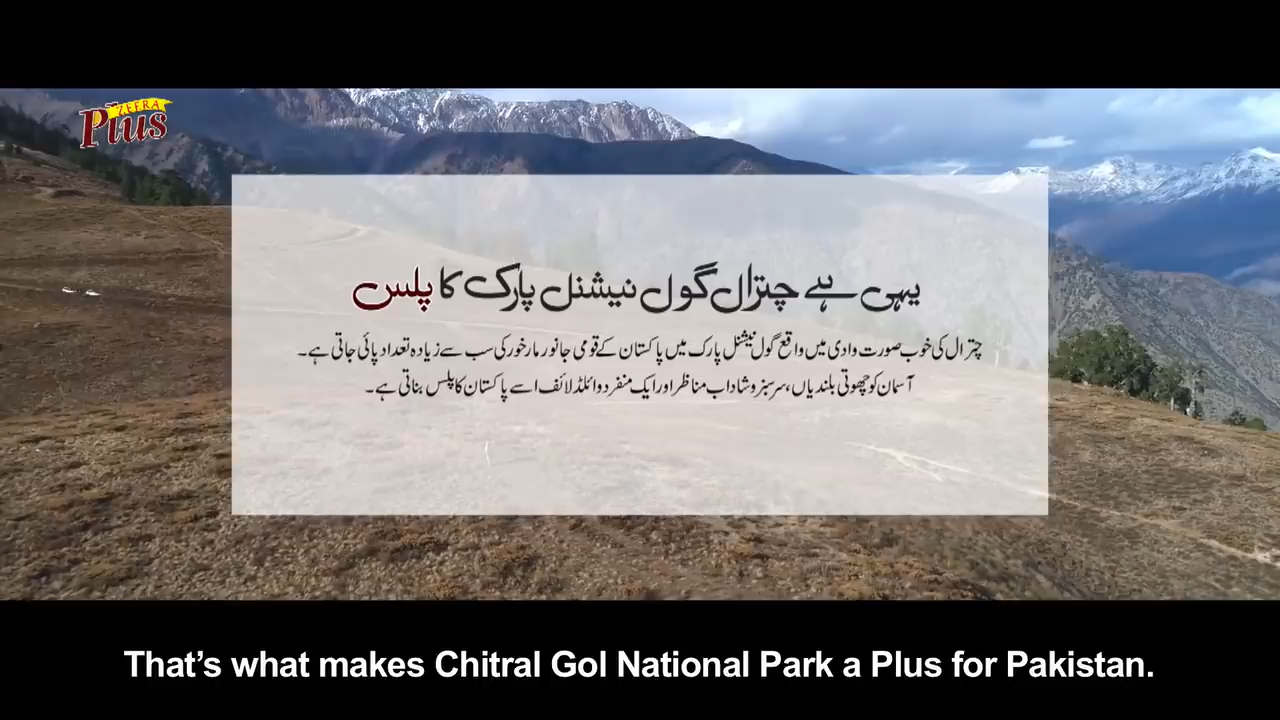 ZEERA
Plus
یہی ہے چترال گول نیشنل پارک کا پلس
چترال کی خوب صورت وادی میں واقع گول نیشنل پارک میں پاکستان کے قومی جانور مارخور کی سب سے زیادہ تعداد پائی جاتی ہے۔
آسمان کو چھوتی بلندیاں، سرسبز و شاداب مناظر اور ایک منفرد وائلڈ لائف اسے پاکستان کا پلس بناتی ہے۔
That’s what makes Chitral Gol National Park a Plus for Pakistan.